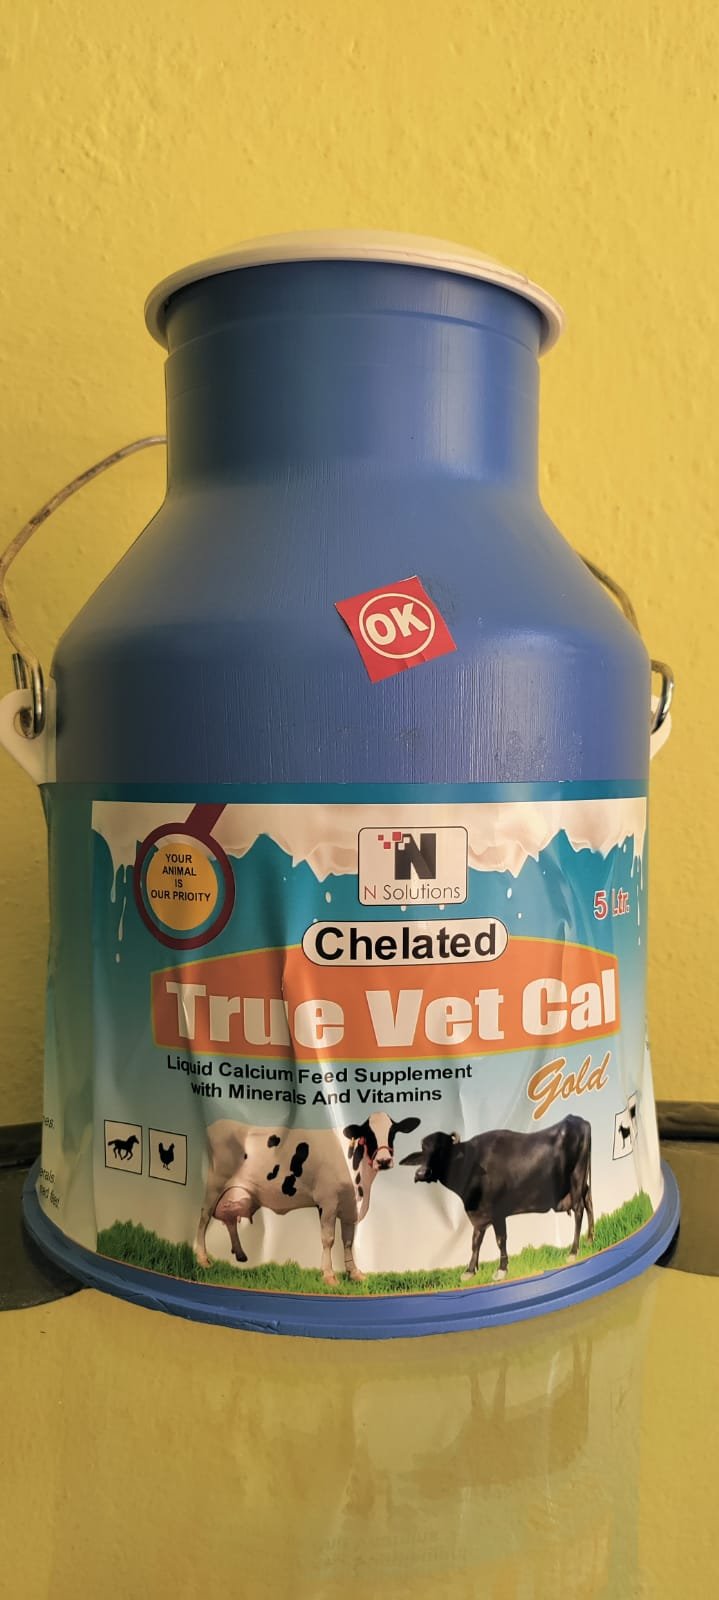 OK
YOUR
ANIMAL
IS
OUR PRIOITY
N
N Solutions
5 Ltr.
Chelated
True Vet Cal
Gold
Liquid Calcium Feed Supplement
with Minerals And Vitamins